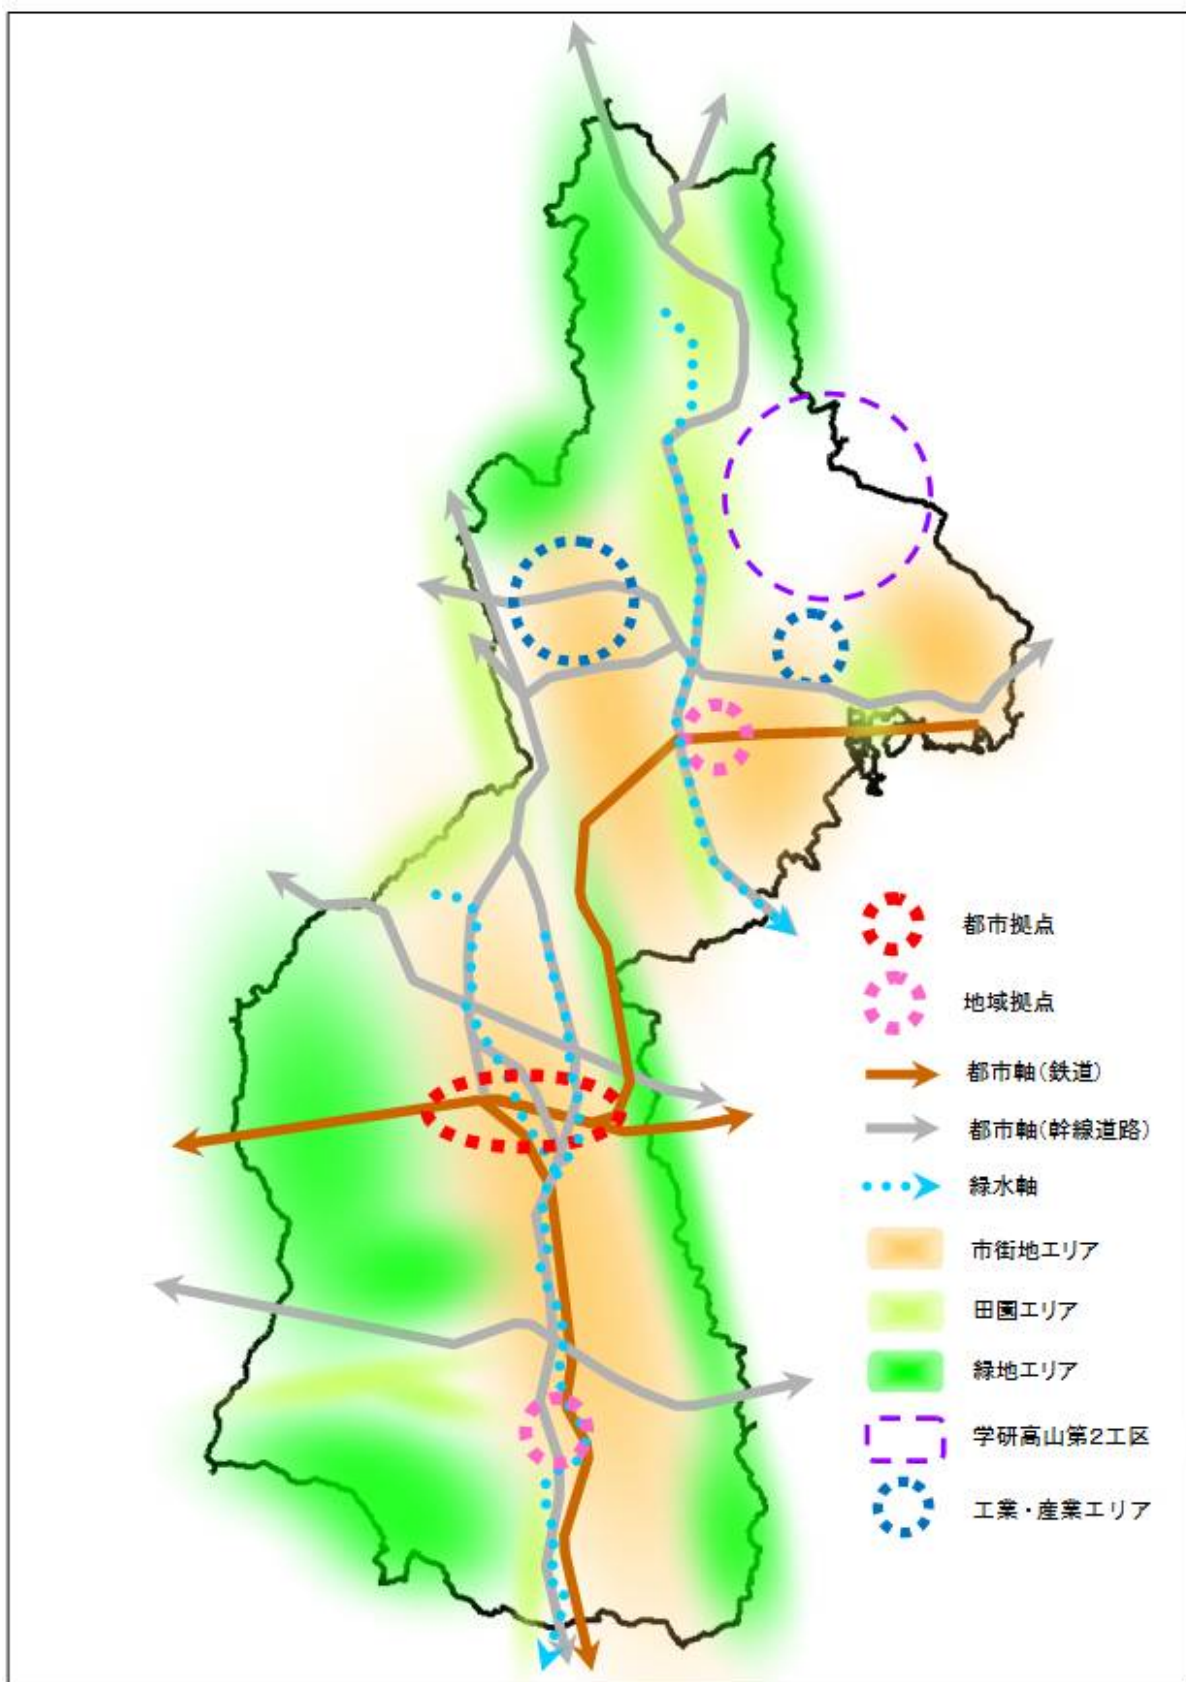 都市拠点
地域拠点
都市軸(鉄道)
都市軸(幹線道路)
緑水軸
市街地エリア
田園エリア
緑地エリア
学研高山第2工区
工業・産業エリア